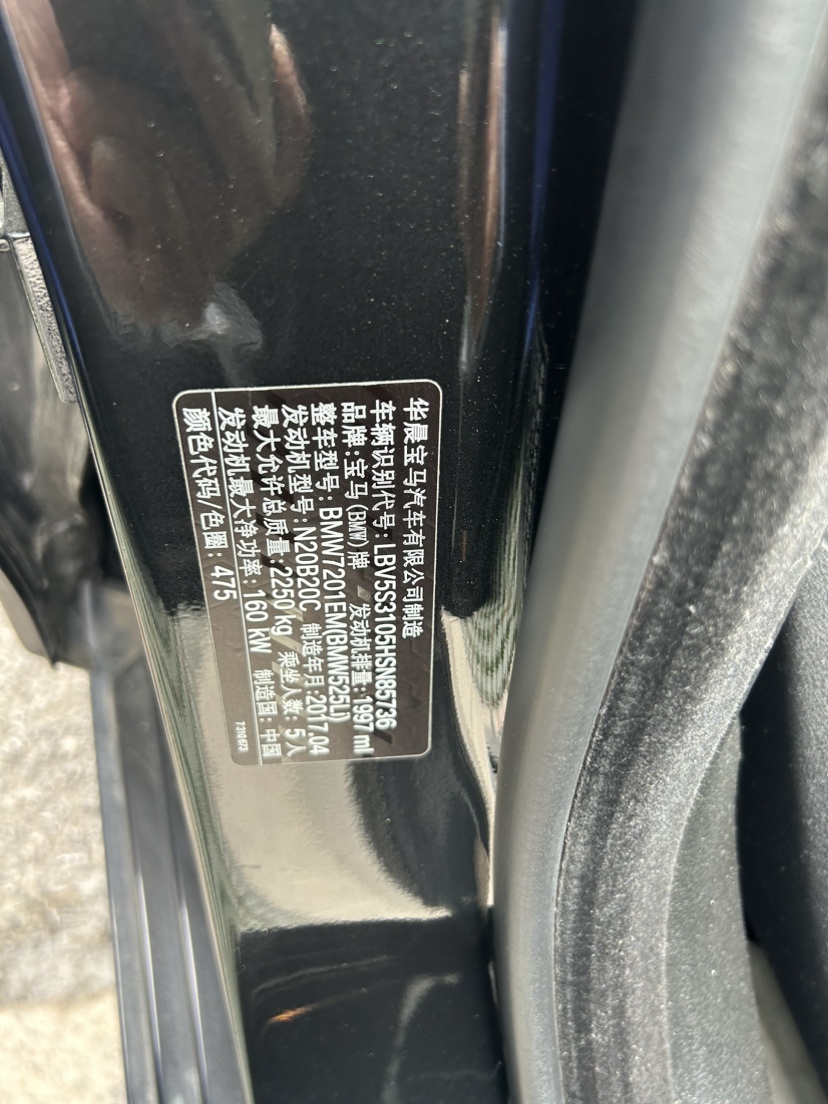 华晨宝马汽车有限公司制造
车辆识别代号:LBV5S3105HSN85736
品牌:宝马(BMW)牌 发动机排量:1997 ml
整车型号:BMW7201EM(BMW525Li)
发动机型号:N20B20C 制造年月:2017.04
最大允许总质量:2250 kg 乘坐人数:5人
发动机最大净功率:160 kW 制造国:中国
颜色代码/色圈:475